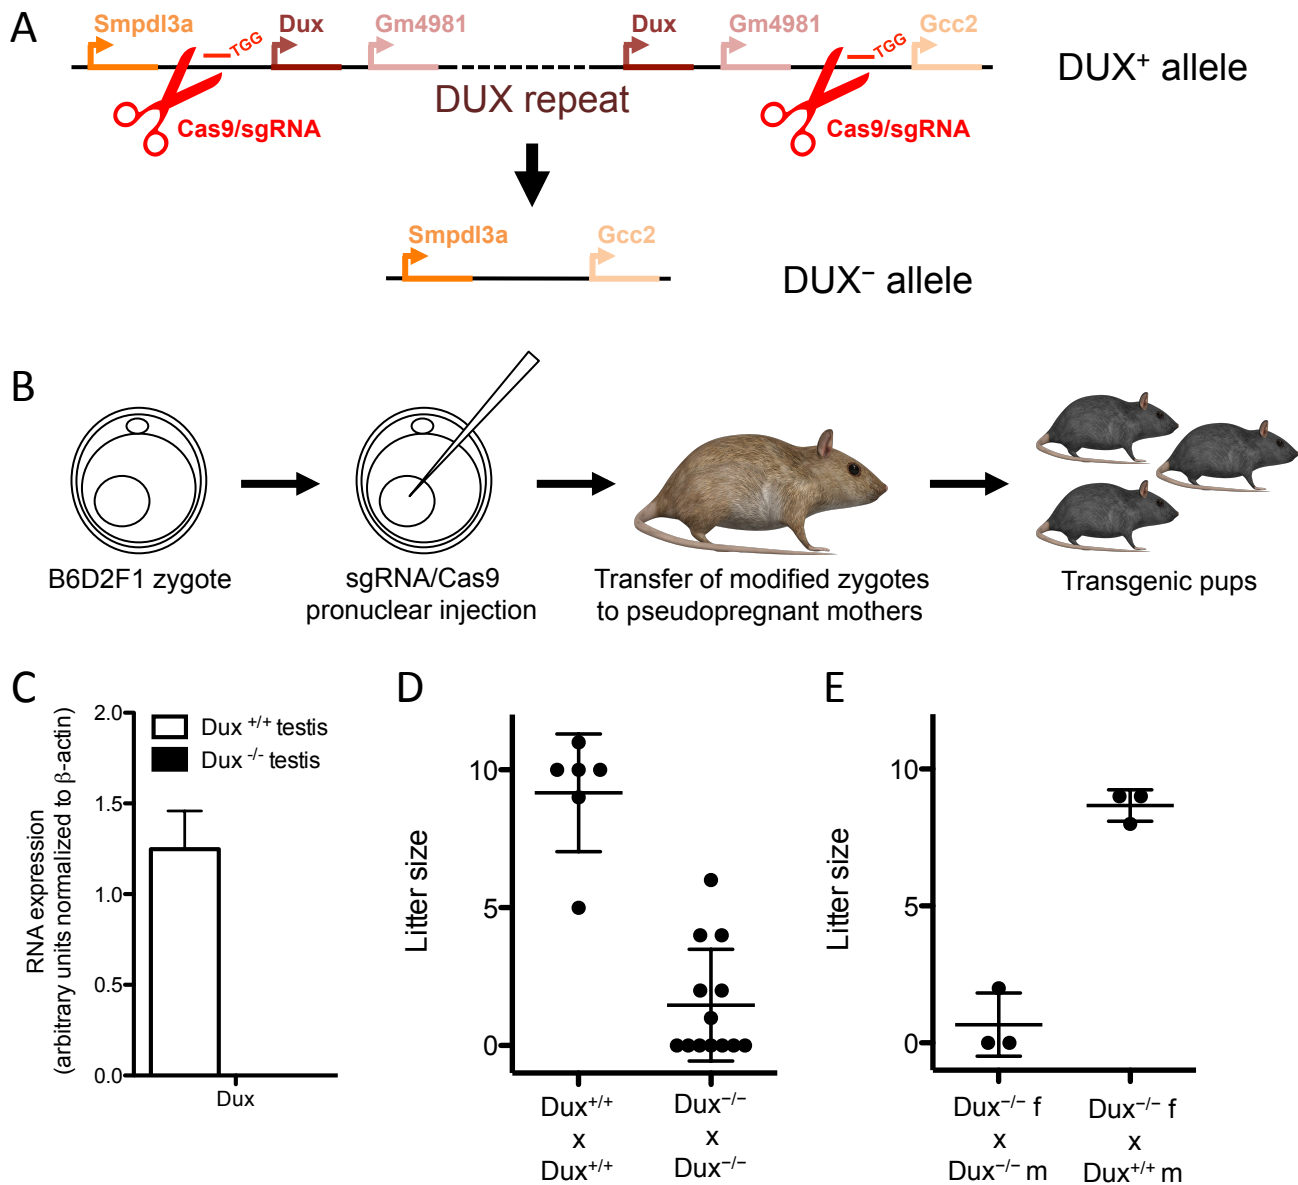 A
Smpdl3a
TGG
Dux
Gm4981
Dux
Gm4981
TGG
Gcc2
DUX+ allele
DUX repeat
Cas9/sgRNA
Cas9/sgRNA
Smpdl3a
Gcc2
DUX− allele
B
B6D2F1 zygote
sgRNA/Cas9
pronuclear injection
Transfer of modified zygotes
to pseudopregnant mothers
Transgenic pups
C
RNA expression
(arbitrary units normalized to β-actin)
2.0
1.5
1.0
0.5
0.0
Dux +/+ testis
Dux -/- testis
Dux
D
Litter size
10
5
0
Dux+/+
x
Dux+/+
Dux−/−
x
Dux−/−
E
Litter size
10
5
0
Dux−/− f
x
Dux−/− m
Dux−/− f
x
Dux+/+ m